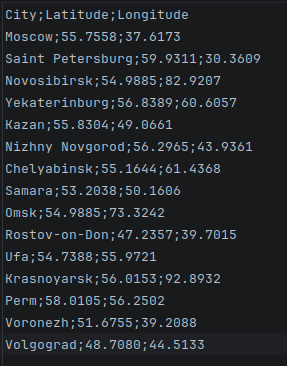 City;Latitude;Longitude
Moscow;55.7558;37.6173
Saint Petersburg;59.9311;30.3609
Novosibirsk;54.9885;82.9207
Yekaterinburg;56.8389;60.6057
Kazan;55.8304;49.0661
Nizhny Novgorod;56.2965;43.9361
Chelyabinsk;55.1644;61.4368
Samara;53.2038;50.1606
Omsk;54.9885;73.3242
Rostov-on-Don;47.2357;39.7015
Ufa;54.7388;55.9721
Krasnoyarsk;56.0153;92.8932
Perm;58.0105;56.2502
Voronezh;51.6755;39.2088
Volgograd;48.7080;44.5133